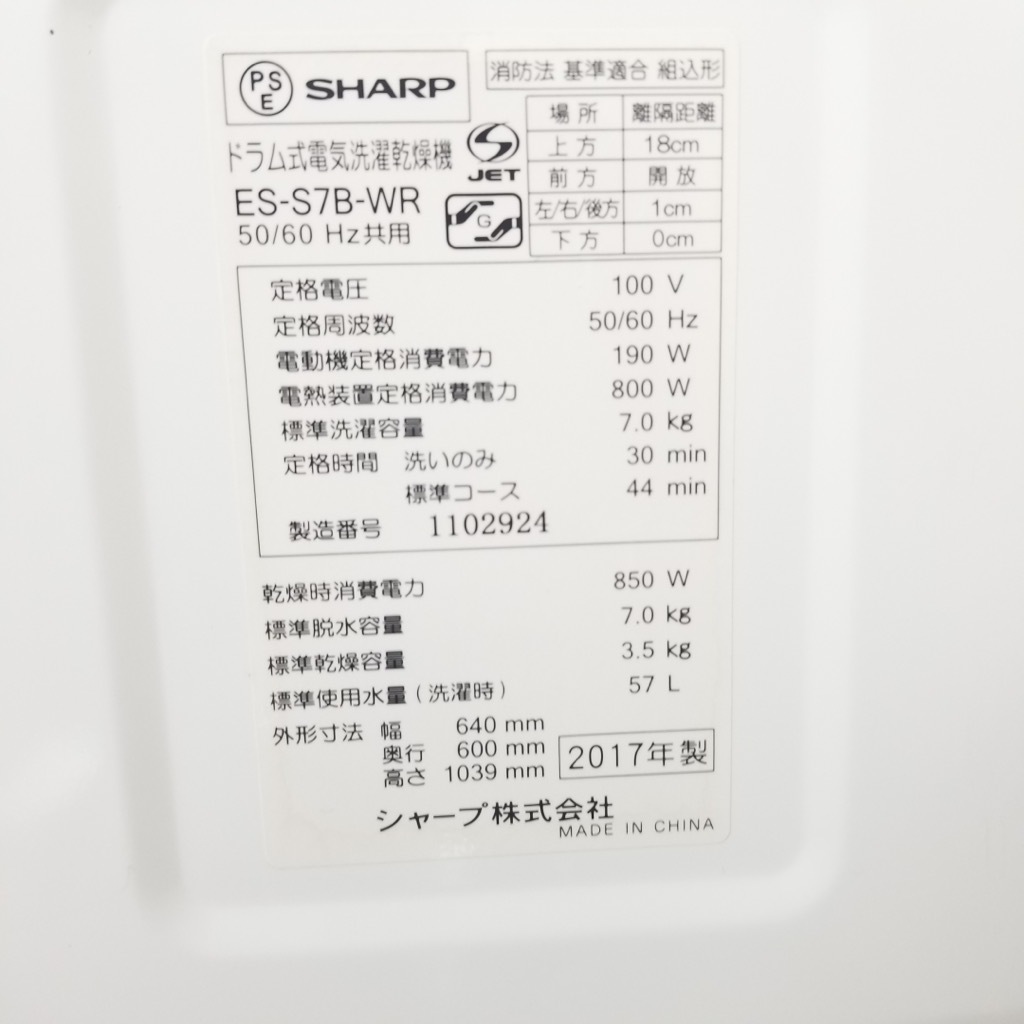 PSE SHARP
ドラム式電気洗濯乾燥機
ES-S7B-WR
50/60 Hz共用
JET
G
消防法 基準適合 組込形
場所 離隔距離
上方 18cm
前方 開放
左/右/後方 1cm
下方 0cm
定格電圧 100 V
定格周波数 50/60 Hz
電動機定格消費電力 190 W
電熱装置定格消費電力 800 W
標準洗濯容量 7.0 kg
定格時間 洗いのみ 30 min
標準コース 44 min
製造番号 1102924
乾燥時消費電力 850 W
標準脱水容量 7.0 kg
標準乾燥容量 3.5 kg
標準使用水量(洗濯時) 57 L
外形寸法 幅 640 mm
奥行 600 mm
高さ 1039 mm
2017年製
シャープ株式会社
MADE IN CHINA